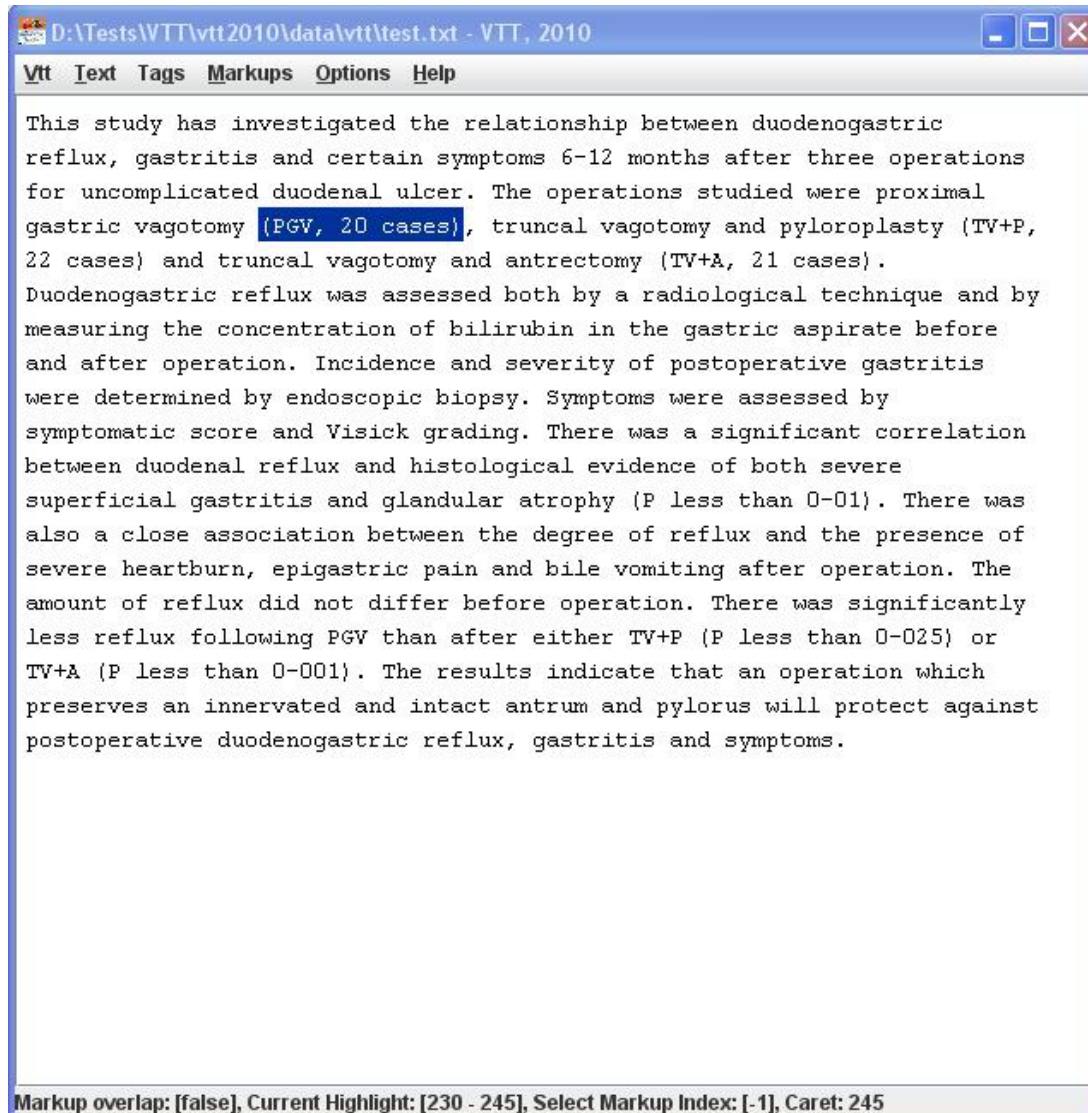 D:\Tests\VTT\vtt2010\data\vtt\test.txt - VTT, 2010
Vtt Text Tags Markups Options Help
This study has investigated the relationship between duodenogastric
reflux, gastritis and certain symptoms 6-12 months after three operations
for uncomplicated duodenal ulcer. The operations studied were proximal
gastric vagotomy (PGV, 20 cases), truncal vagotomy and pyloroplasty (TV+P,
22 cases) and truncal vagotomy and antrectomy (TV+A, 21 cases).
Duodenogastric reflux was assessed both by a radiological technique and by
measuring the concentration of bilirubin in the gastric aspirate before
and after operation. Incidence and severity of postoperative gastritis
were determined by endoscopic biopsy. Symptoms were assessed by
symptomatic score and Visick grading. There was a significant correlation
between duodenal reflux and histological evidence of both severe
superficial gastritis and glandular atrophy (P less than 0-01). There was
also a close association between the degree of reflux and the presence of
severe heartburn, epigastric pain and bile vomiting after operation. The
amount of reflux did not differ before operation. There was significantly
less reflux following PGV than after either TV+P (P less than 0-025) or
TV+A (P less than 0-001). The results indicate that an operation which
preserves an innervated and intact antrum and pylorus will protect against
postoperative duodenogastric reflux, gastritis and symptoms.
Markup overlap: [false], Current Highlight: [230 - 245], Select Markup Index: [-1], Caret: 245